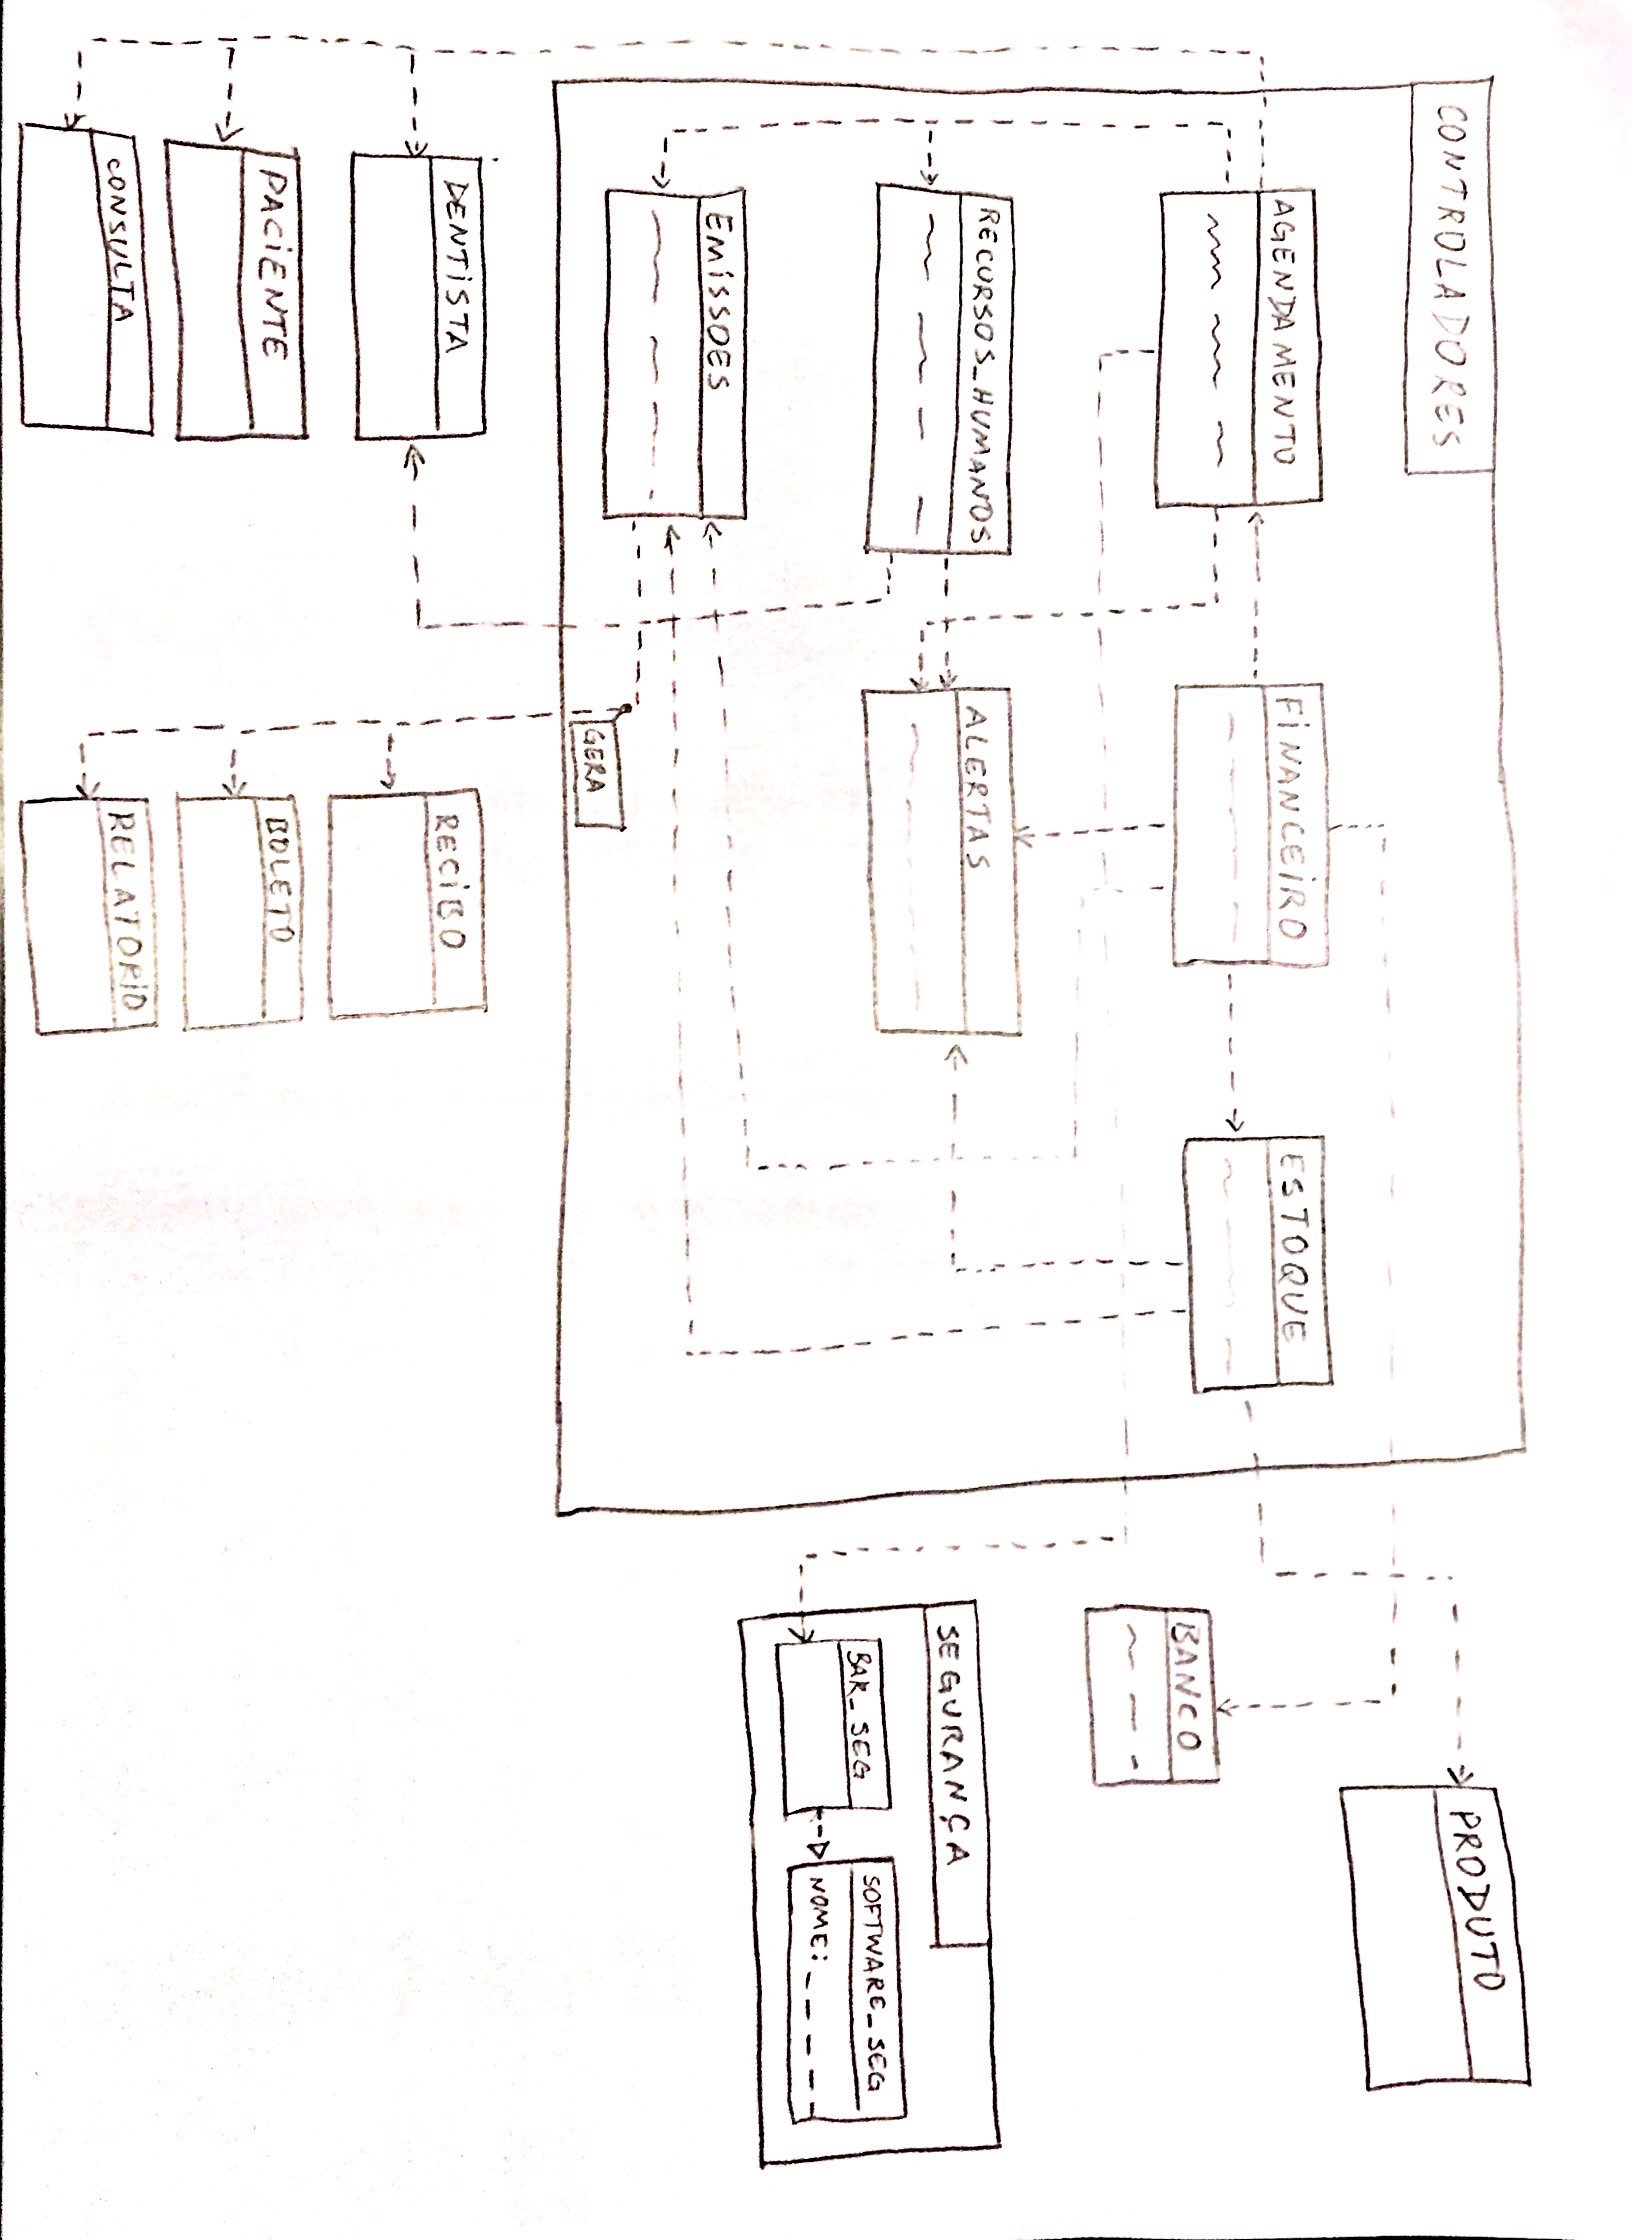 CONTROLADORES
AGENDAMENTO
FINANCEIRO
ESTOQUE
PRODUTO
BANCO
RECURSOS_HUMANOS
ALERTAS
SEGURANÇA
BAR_SEG
SOFTWARE_SEG
NOME:
EMISSOES
GERA
DENTISTA
RECIBO
PACIENTE
BOLETO
CONSULTA
RELATORIO